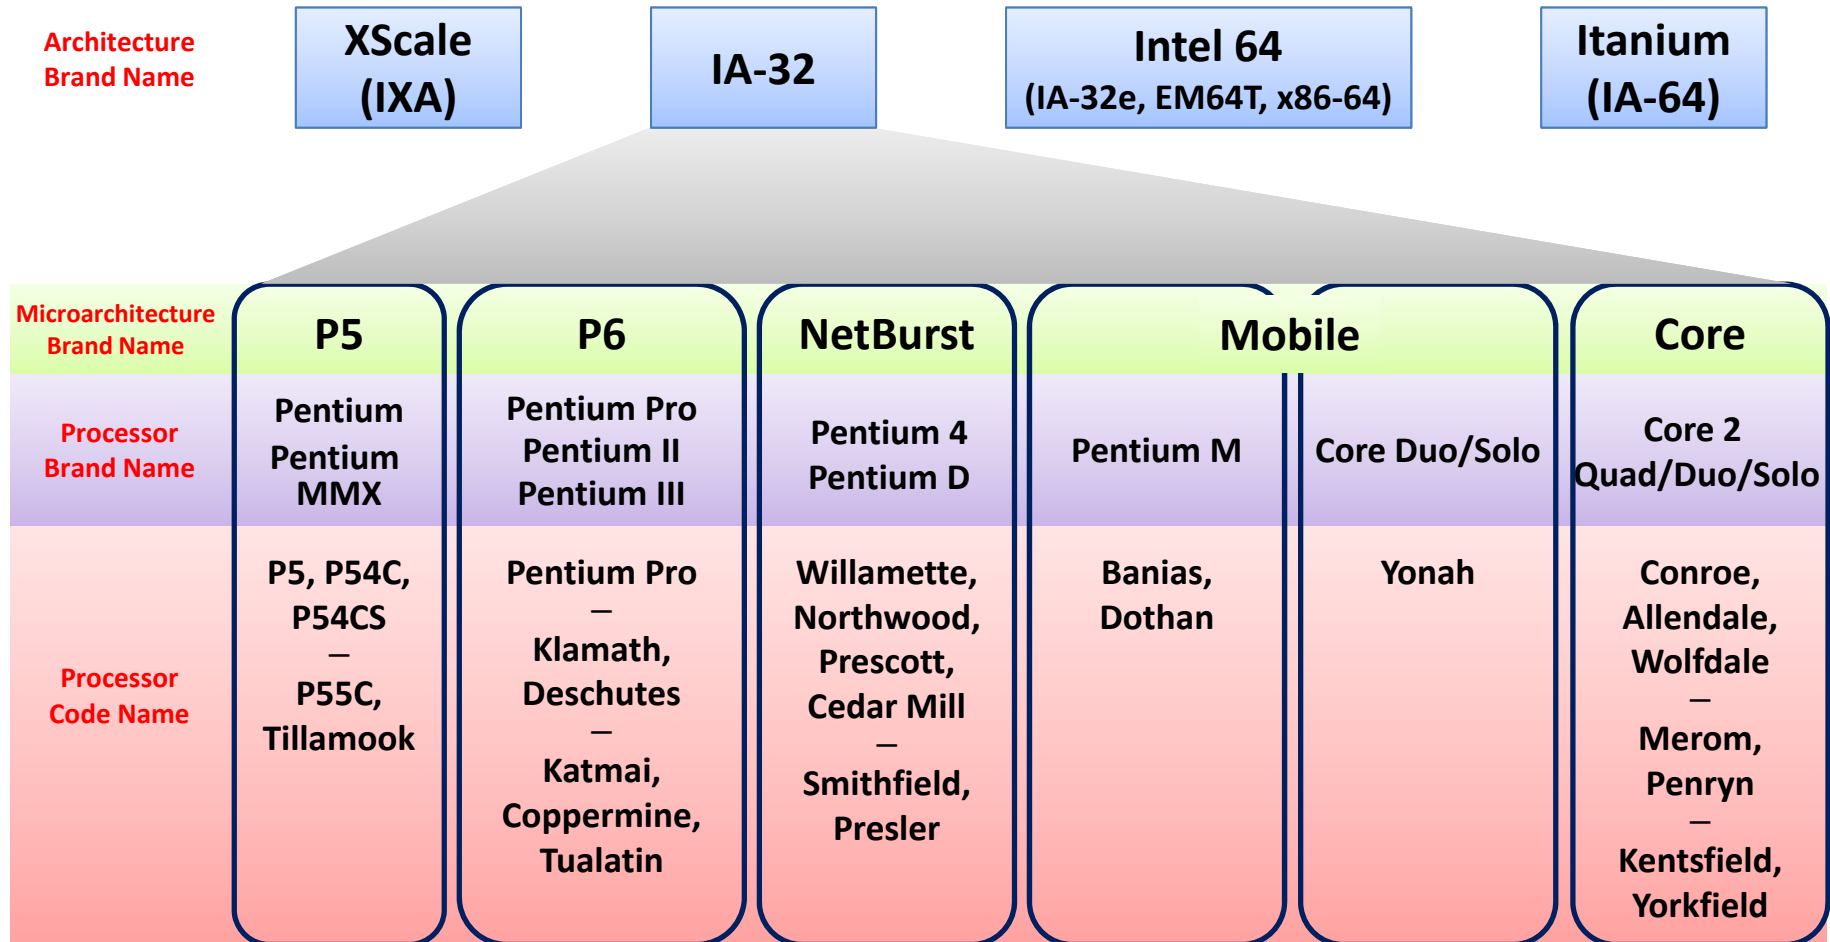 Architecture
Brand Name
XScale
(IXA)
IA-32
Intel 64
(IA-32e, EM64T, x86-64)
Itanium
(IA-64)
Microarchitecture
Brand Name
P5
P6
NetBurst
Mobile
Core
Processor
Brand Name
Pentium
Pentium
MMX
Pentium Pro
Pentium II
Pentium III
Pentium 4
Pentium D
Pentium M
Core Duo/Solo
Core 2
Quad/Duo/Solo
Processor
Code Name
P5, P54C,
P54CS
–
P55C,
Tillamook
Pentium Pro
–
Klamath,
Deschutes
–
Katmai,
Coppermine,
Tualatin
Willamette,
Northwood,
Prescott,
Cedar Mill
–
Smithfield,
Presler
Banias,
Dothan
Yonah
Conroe,
Allendale,
Wolfdale
–
Merom,
Penryn
–
Kentsfield,
Yorkfield